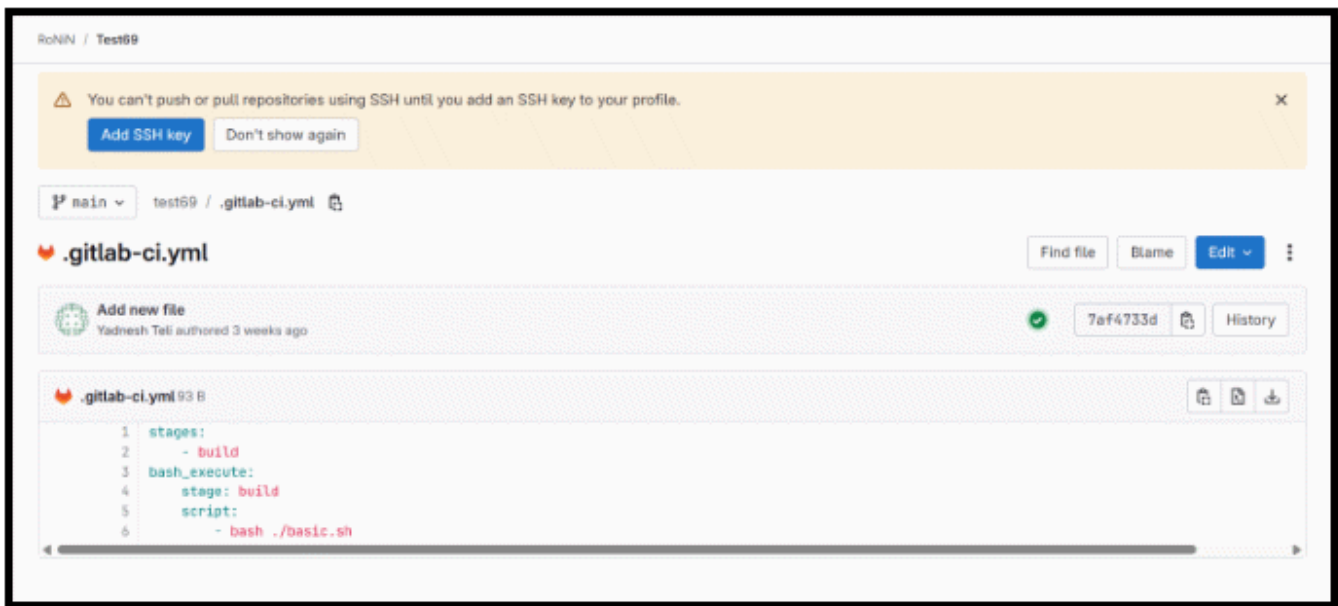 RoNiN / Test69
You can't push or pull repositories using SSH until you add an SSH key to your profile.
Add SSH key Don't show again
main test69 / .gitlab-ci.yml
.gitlab-ci.yml
Find file Blame Edit
Add new file
Yadnesh Teli authored 3 weeks ago
7af4733d History
.gitlab-ci.yml 93 B
1 stages:
2     - build
3 bash_execute:
4     stage: build
5     script:
6         - bash ./basic.sh